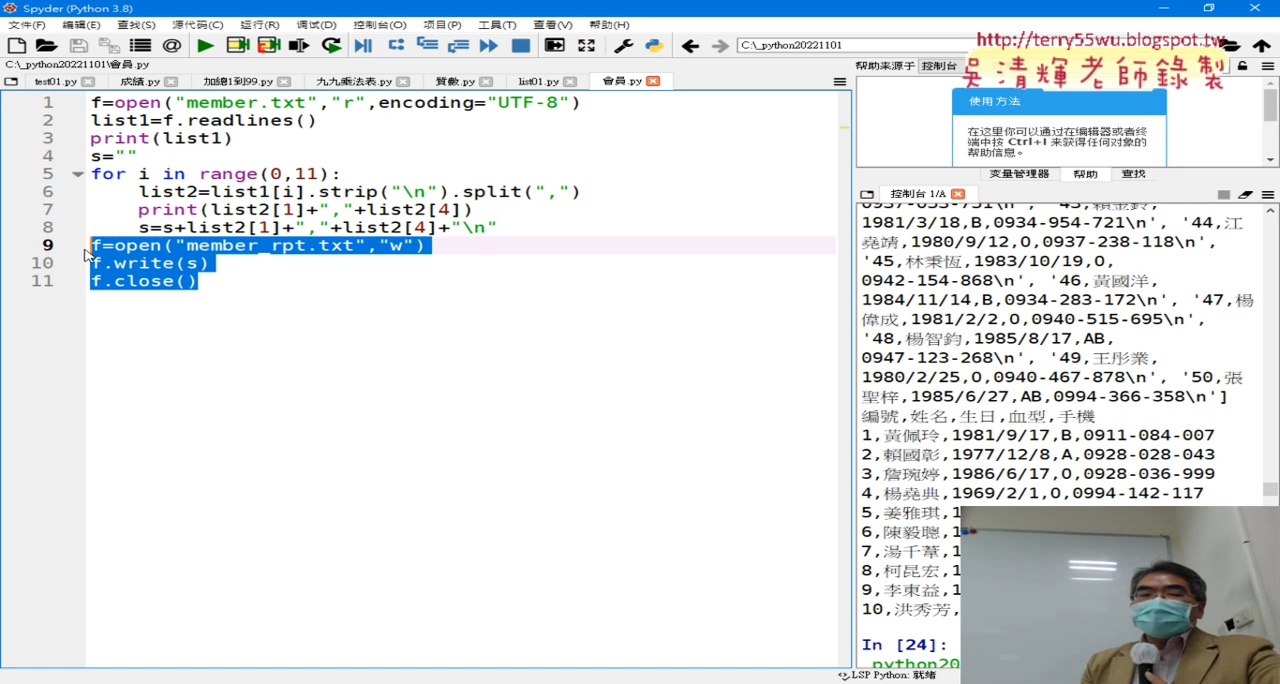 Spyder (Python 3.8)
文件(F) 编辑(E) 查找(S) 源代码(C) 运行(R) 调试(D) 控制台(O) 项目(P) 工具(T) 查看(V) 帮助(H)
C:\_python20221101
http://terry55wu.blogspot.tw
吳清輝老師錄製
C:\_python20221101\會員.py
帮助来源于 控制台
test01.py 成績.py 加總1到99.py 九九乘法表.py 質數.py list01.py 會員.py
使用方法
在这里你可以通过在编辑器或者终
端中按 Ctrl+I 来获得任何对象的
帮助信息。
变量管理器 帮助 查找
控制台 1/A
1 f=open("member.txt","r",encoding="UTF-8")
2 list1=f.readlines()
3 print(list1)
4 s=""
5 for i in range(0,11):
6 list2=list1[i].strip("\n").split(",")
7 print(list2[1]+","+list2[4])
8 s=s+list2[1]+","+list2[4]+"\n"
9 f=open("member_rpt.txt","w")
10 f.write(s)
11 f.close()
1981/3/18,B,0934-954-721\n', '44,江
堯靖,1980/9/12,O,0937-238-118\n',
'45,林秉恆,1983/10/19,O,
0942-154-868\n', '46,黃國洋,
1984/11/14,B,0934-283-172\n', '47,楊
偉成,1981/2/2,O,0940-515-695\n',
'48,楊智鈞,1985/8/17,AB,
0947-123-268\n', '49,王彤業,
1980/2/25,O,0940-467-878\n', '50,張
聖梓,1985/6/27,AB,0994-366-358\n']
編號,姓名,生日,血型,手機
1,黃佩玲,1981/9/17,B,0911-084-007
2,賴國彰,1977/12/8,A,0928-028-043
3,詹琬婷,1986/6/17,O,0928-036-999
4,楊堯典,1969/2/1,O,0994-142-117
5,姜雅琪,1
6,陳毅聰,1
7,湯千葦,1
8,柯昆宏,1
9,李東益,1
10,洪秀芳,
In [24]:
python20
LSP Python: 就绪